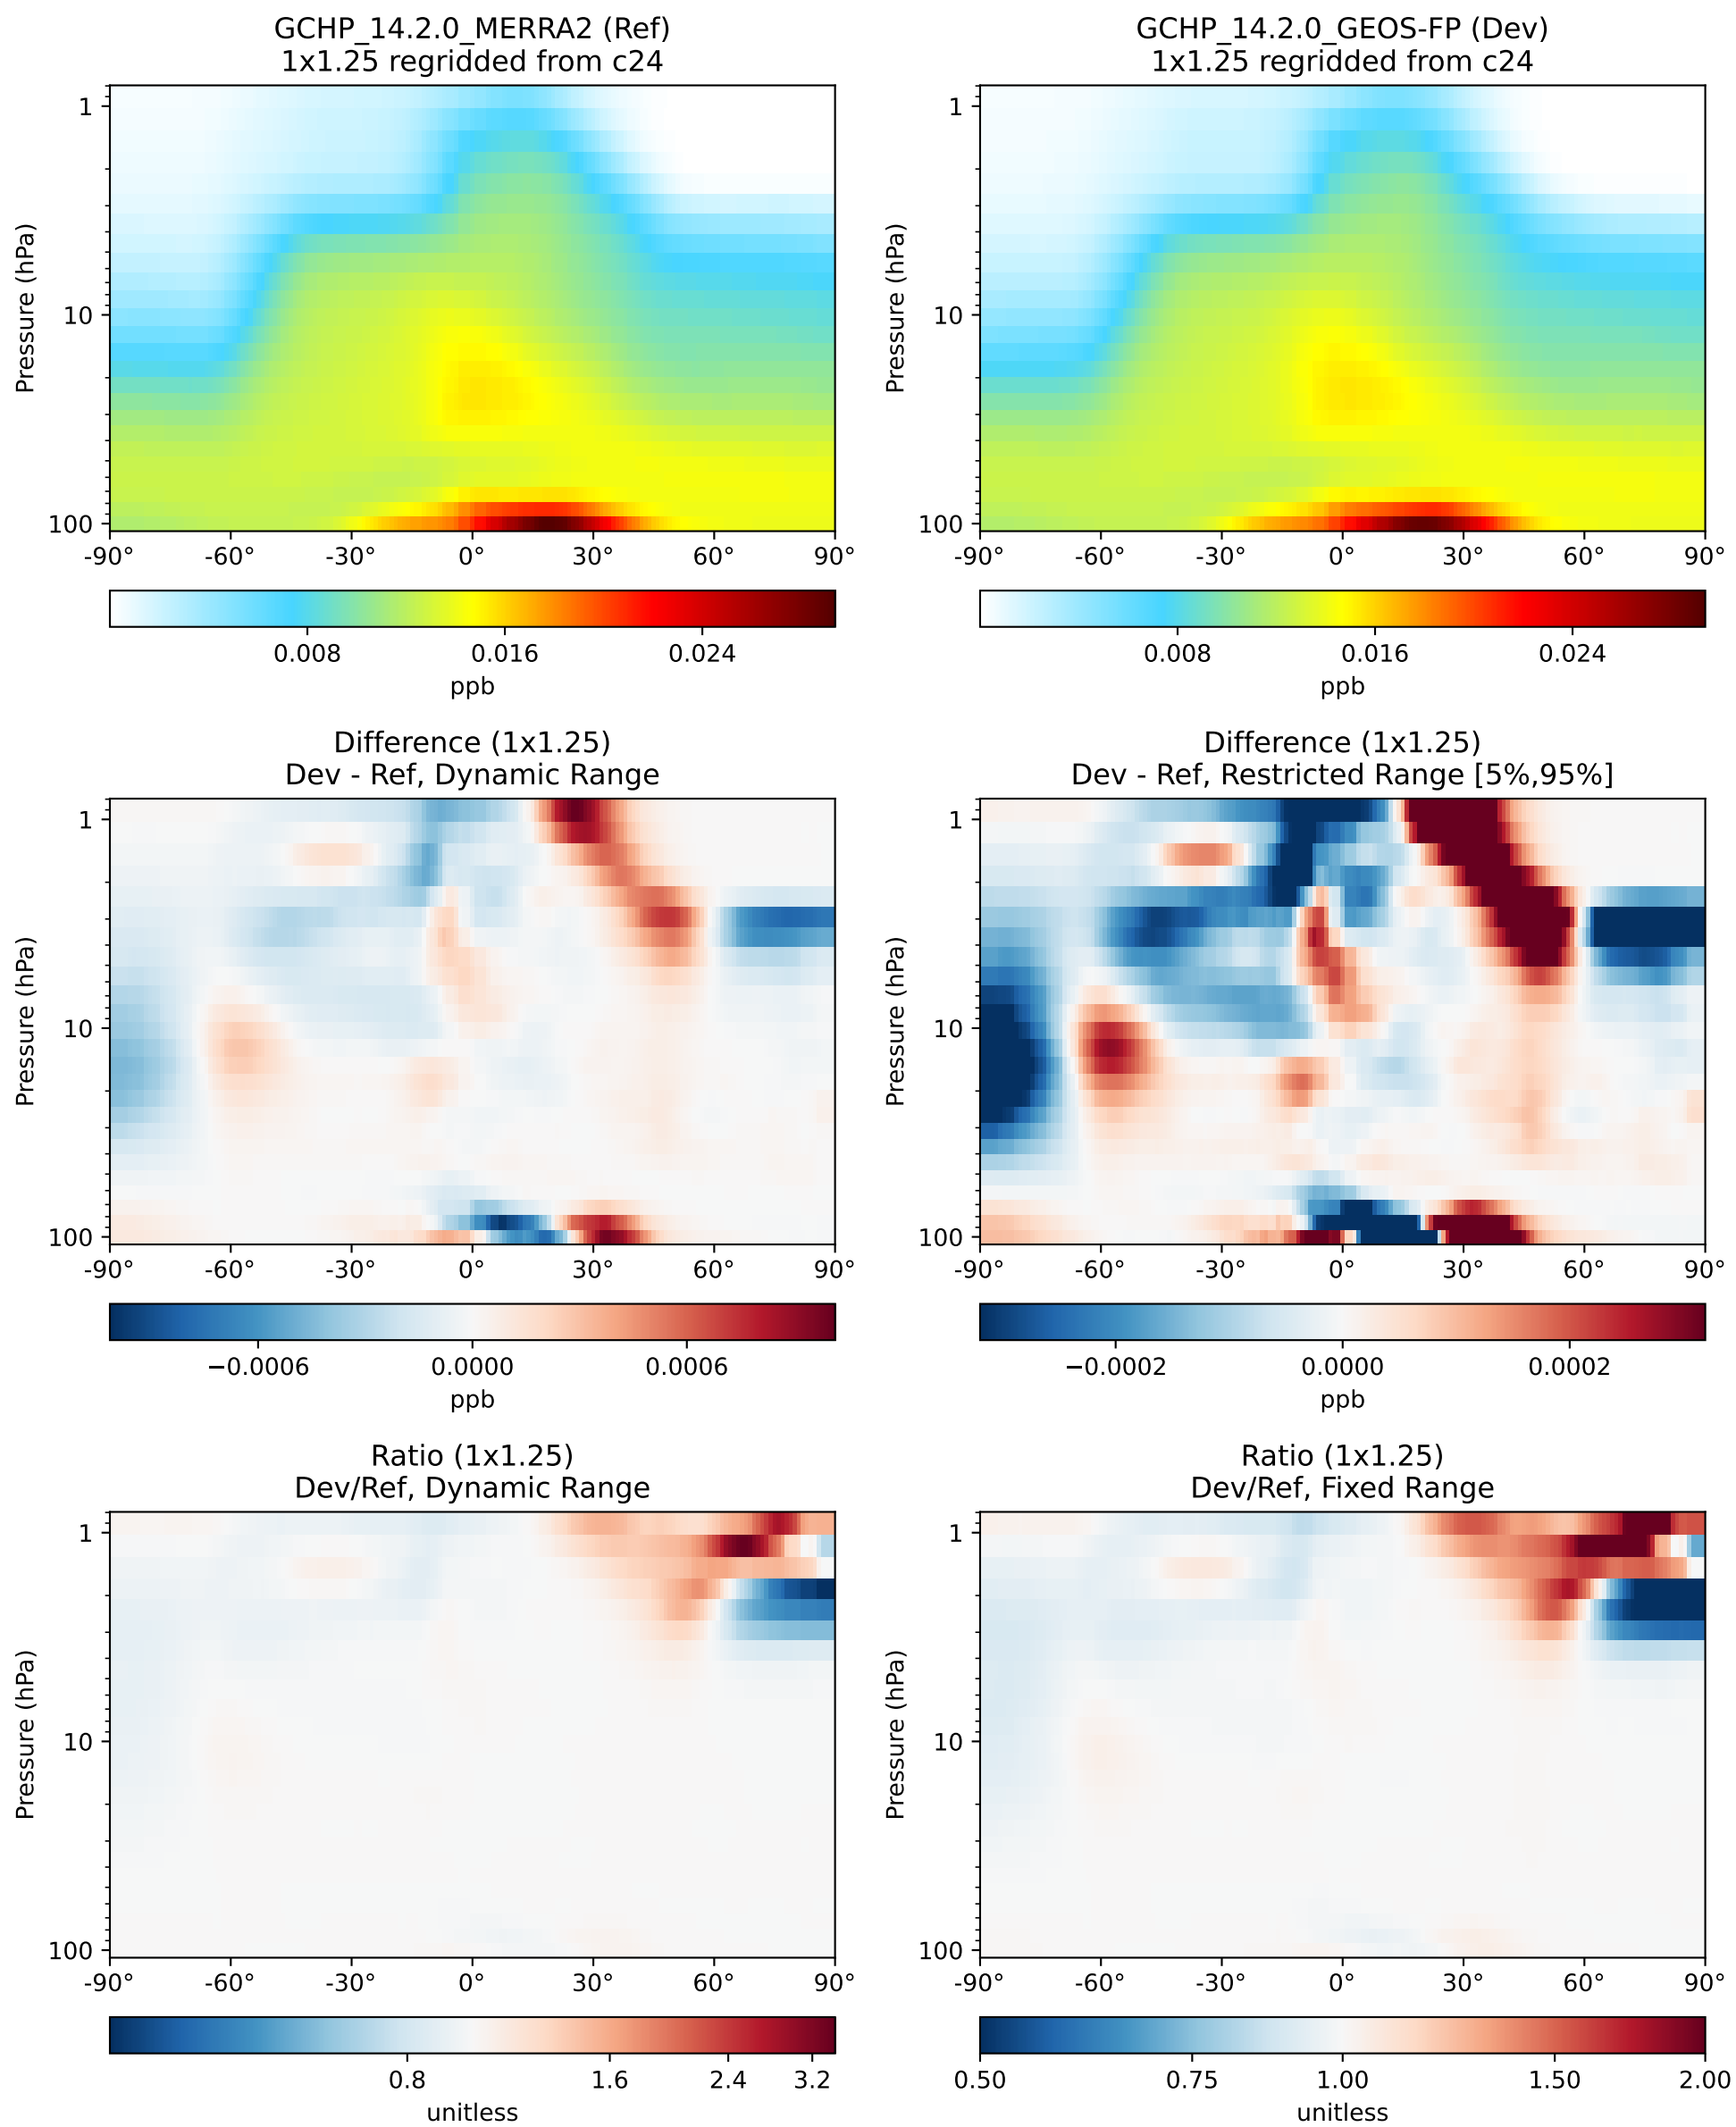 GCHP_14.2.0_MERRA2 (Ref)
1x1.25 regridded from c24
Pressure (hPa)
1
10
100
-90° -60° -30° 0° 30° 60° 90°
0.008 0.016 0.024
ppb
GCHP_14.2.0_GEOS-FP (Dev)
1x1.25 regridded from c24
Pressure (hPa)
1
10
100
-90° -60° -30° 0° 30° 60° 90°
0.008 0.016 0.024
ppb
Difference (1x1.25)
Dev - Ref, Dynamic Range
Pressure (hPa)
1
10
100
-90° -60° -30° 0° 30° 60° 90°
−0.0006 0.0000 0.0006
ppb
Difference (1x1.25)
Dev - Ref, Restricted Range [5%,95%]
Pressure (hPa)
1
10
100
-90° -60° -30° 0° 30° 60° 90°
−0.0002 0.0000 0.0002
ppb
Ratio (1x1.25)
Dev/Ref, Dynamic Range
Pressure (hPa)
1
10
100
-90° -60° -30° 0° 30° 60° 90°
0.8 1.6 2.4 3.2
unitless
Ratio (1x1.25)
Dev/Ref, Fixed Range
Pressure (hPa)
1
10
100
-90° -60° -30° 0° 30° 60° 90°
0.50 0.75 1.00 1.50 2.00
unitless